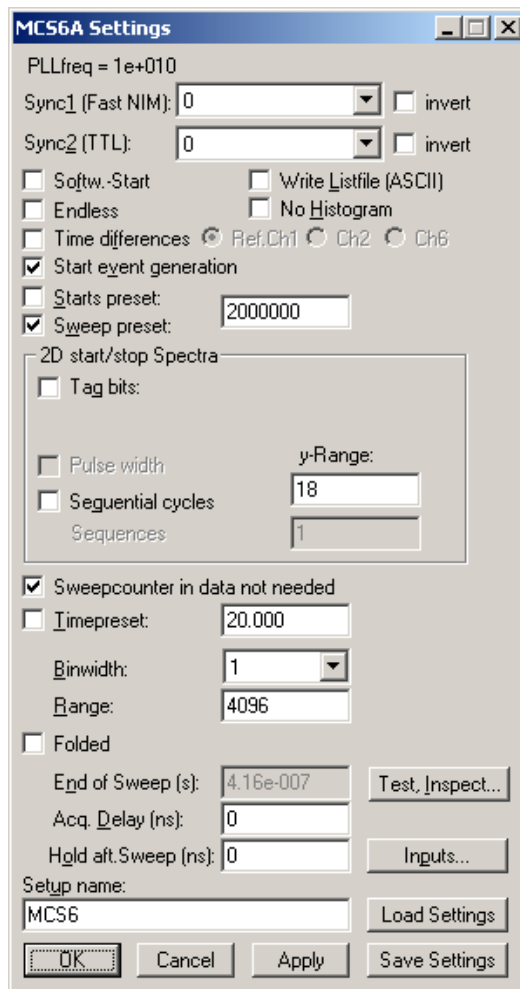 MCS6A Settings
PLLfreq = 1e+010
Sync1 (Fast NIM): 0 invert
Sync2 (TTL): 0 invert
Softw.-Start Write Listfile (ASCII)
Endless No Histogram
Time differences Ref.Ch1 Ch2 Ch6
Start event generation
Starts preset:
2000000
Sweep preset:
2D start/stop Spectra
Tag bits:
Pulse width y-Range:
18
Sequential cycles
Sequences 1
Sweepcounter in data not needed
Timepreset: 20.000
Binwidth: 1
Range: 4096
Folded
End of Sweep (s): 4.16e-007 Test, Inspect...
Acq. Delay (ns): 0
Hold aft.Sweep (ns): 0 Inputs...
Setup name:
MCS6 Load Settings
OK Cancel Apply Save Settings